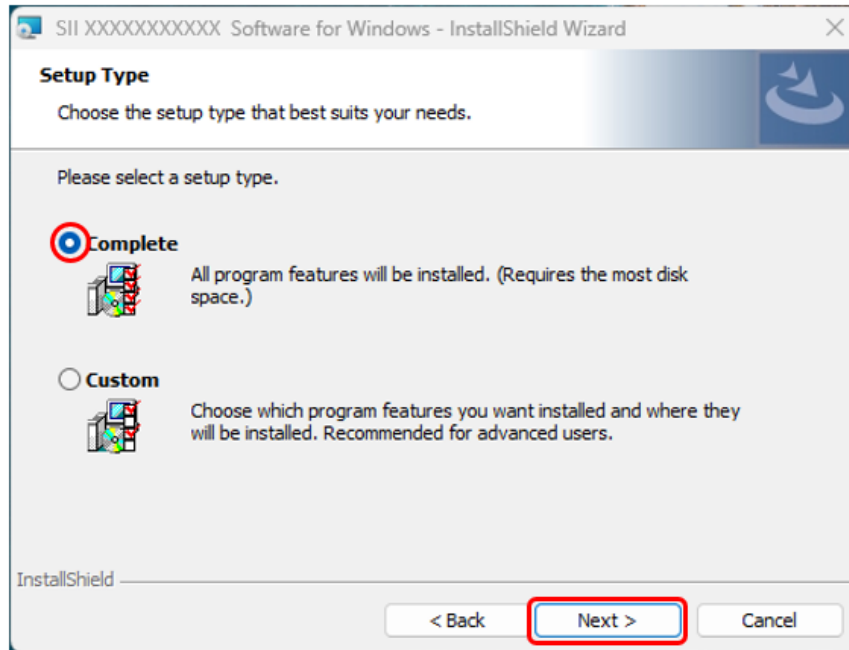 SII XXXXXXXXXXX Software for Windows - InstallShield Wizard
Setup Type
Choose the setup type that best suits your needs.
Please select a setup type.
Complete
All program features will be installed. (Requires the most disk
space.)
Custom
Choose which program features you want installed and where they
will be installed. Recommended for advanced users.
InstallShield
< Back
Next >
Cancel